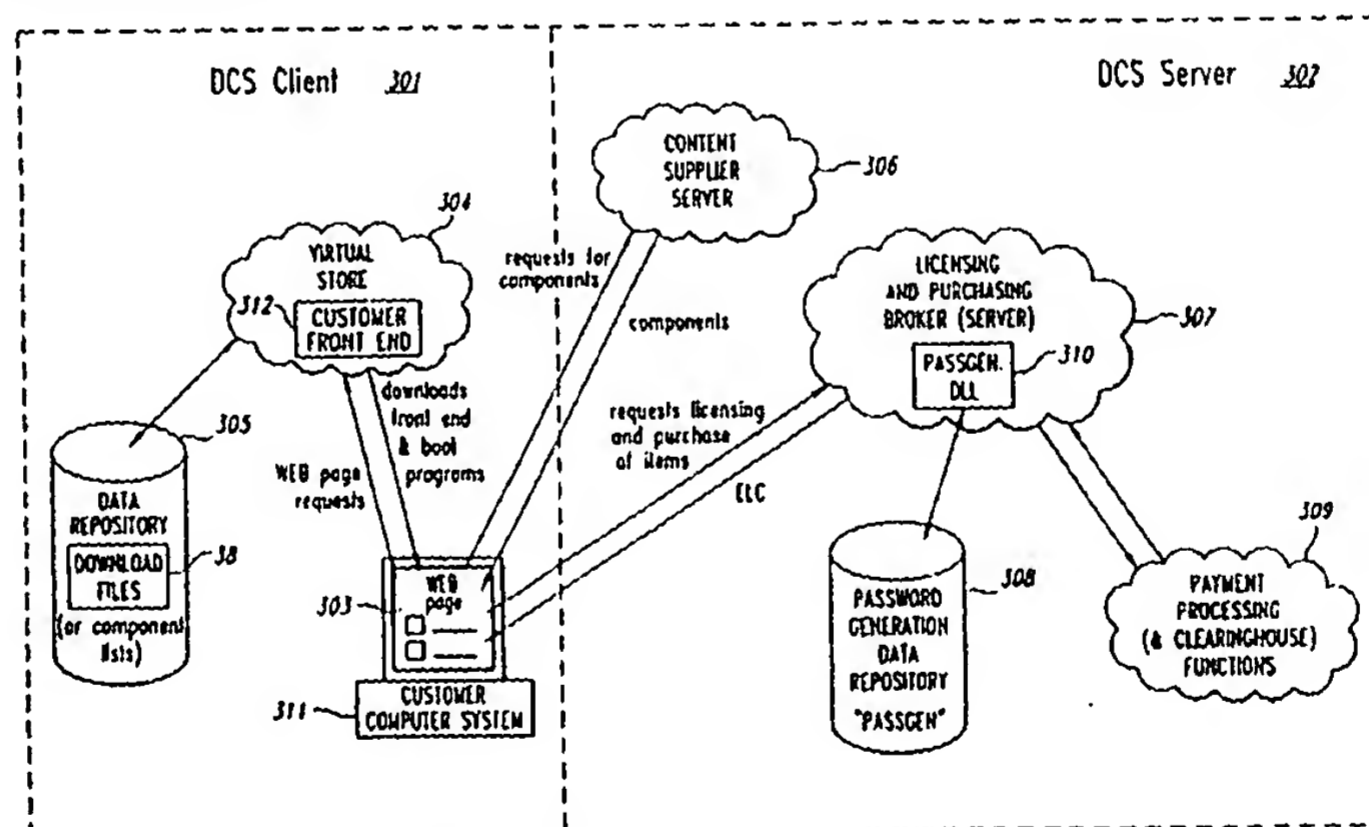 DCS Client 301
DCS Server 302
CONTENT
SUPPLIER
SERVER
306
304
VIRTUAL
STORE
312
CUSTOMER
FRONT END
requests for
components
components
LICENSING
AND PURCHASING
BROKER (SERVER)
307
PASSGEN.
DLL
310
305
DATA
REPOSITORY
DOWNLOAD
FILES
38
(or component
lists)
downloads
front end
& boot
programs
WEB page
requests
requests licensing
and purchase
of items
ELC
303
WEB
page
311
CUSTOMER
COMPUTER SYSTEM
308
PASSWORD
GENERATION
DATA
REPOSITORY
"PASSGEN"
309
PAYMENT
PROCESSING
(& CLEARINGHOUSE)
FUNCTIONS